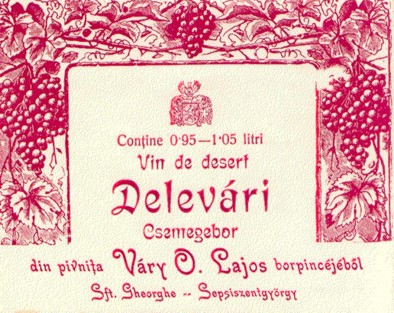 Conține 0·95—1·05 litri
Vin de desert
Delevári
Csemegebor
din pivnița Váry O. Lajos borpincéjéből
Sft. Gheorghe -- Sepsiszentgyörgy